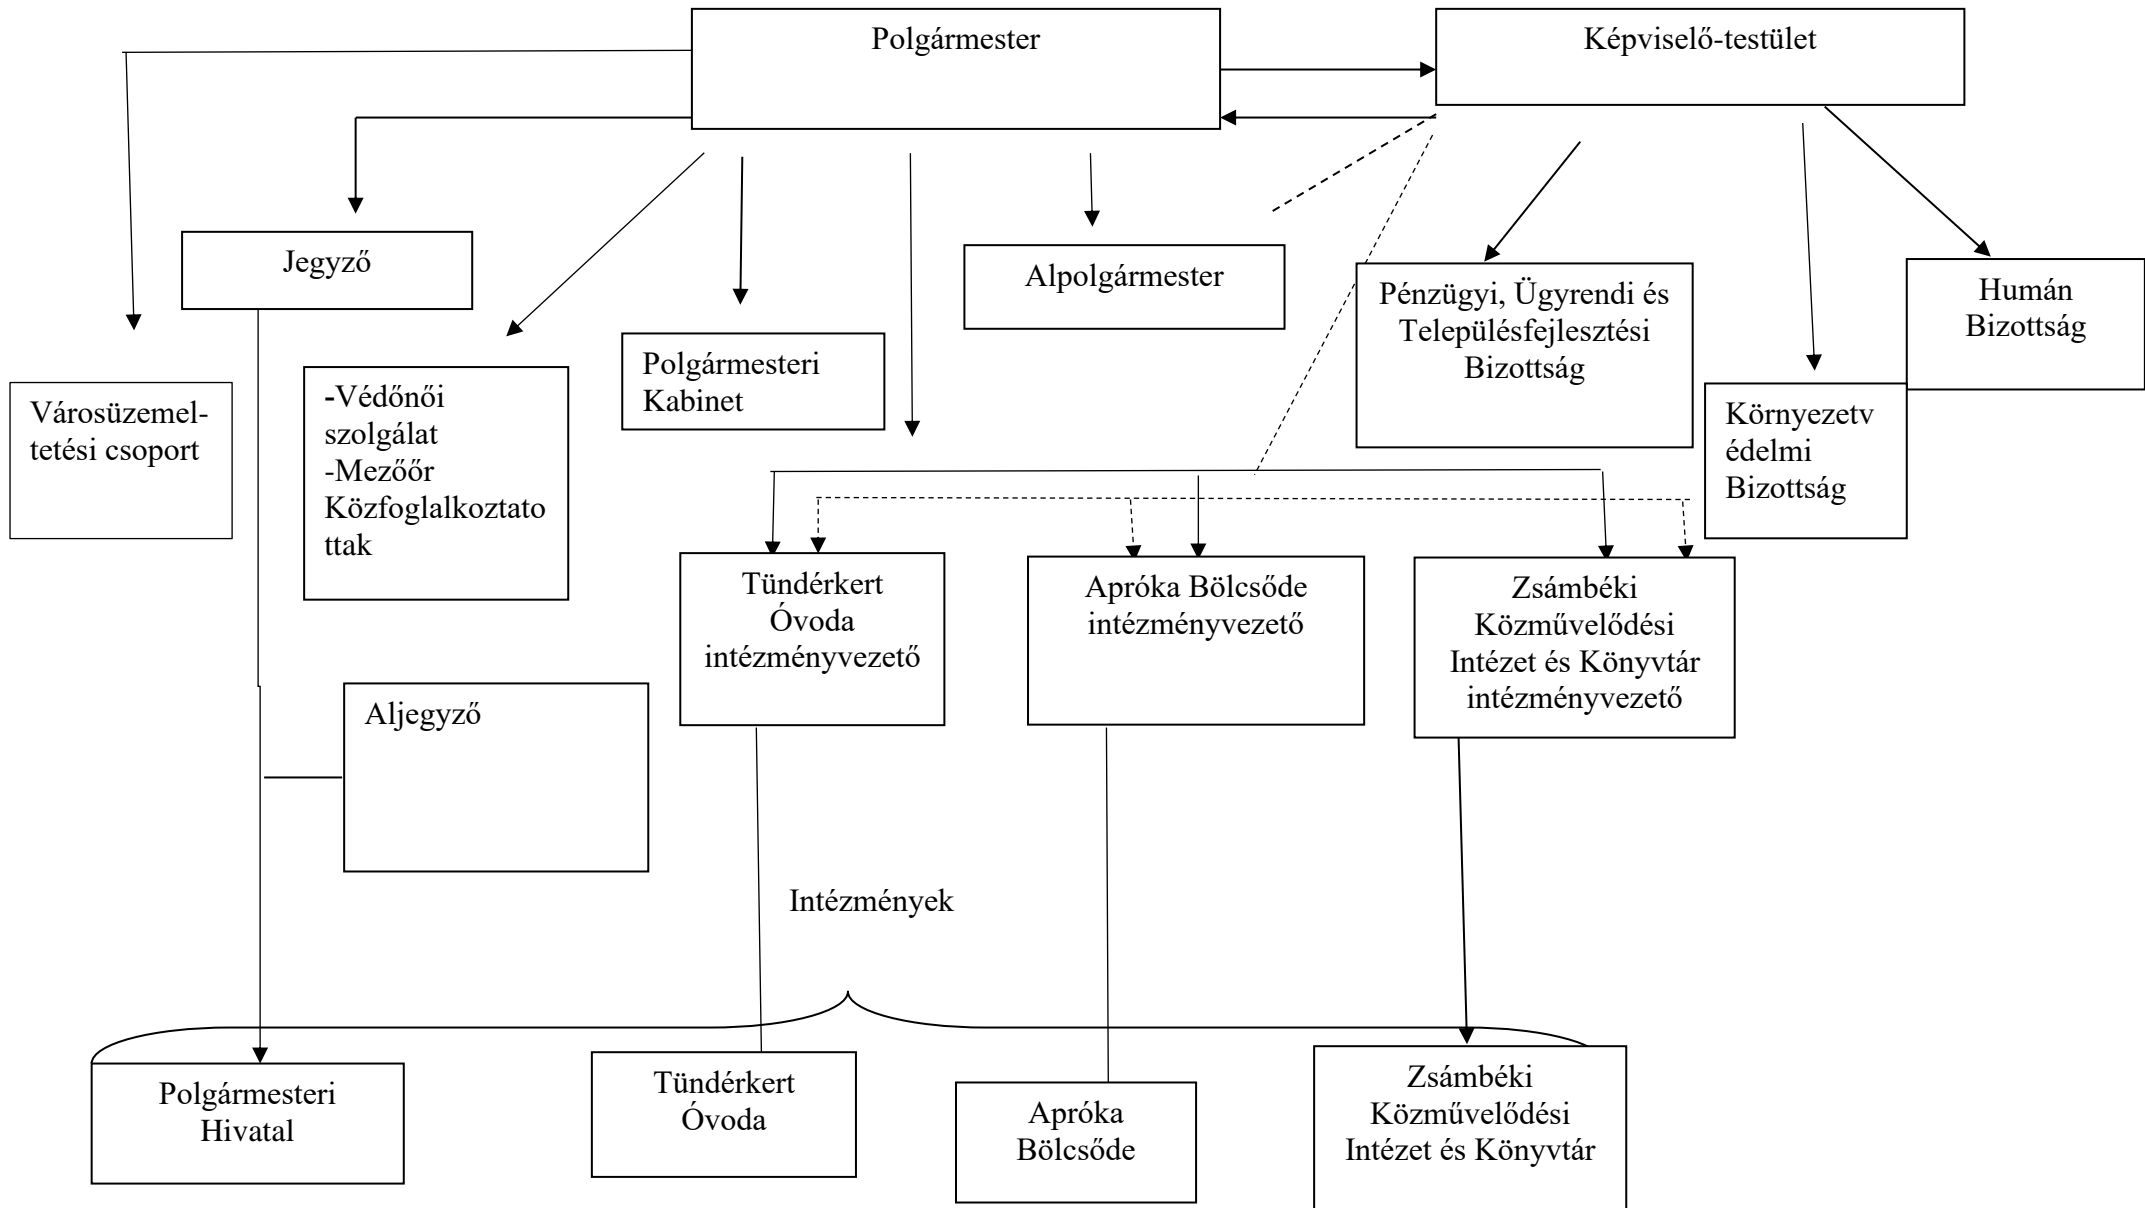 Polgármester
Képviselő-testület
Jegyző
Alpolgármester
Pénzügyi, Ügyrendi és
Településfejlesztési
Bizottság
Humán
Bizottság
Polgármesteri
Kabinet
Városüzemel-
tetési csoport
-Védőnői
szolgálat
-Mezőőr
Közfoglalkoztato
ttak
Környezetv
édelmi
Bizottság
Tündérkert
Óvoda
intézményvezető
Apróka Bölcsőde
intézményvezető
Zsámbéki
Közművelődési
Intézet és Könyvtár
intézményvezető
Aljegyző
Intézmények
Polgármesteri
Hivatal
Tündérkert
Óvoda
Apróka
Bölcsőde
Zsámbéki
Közművelődési
Intézet és Könyvtár